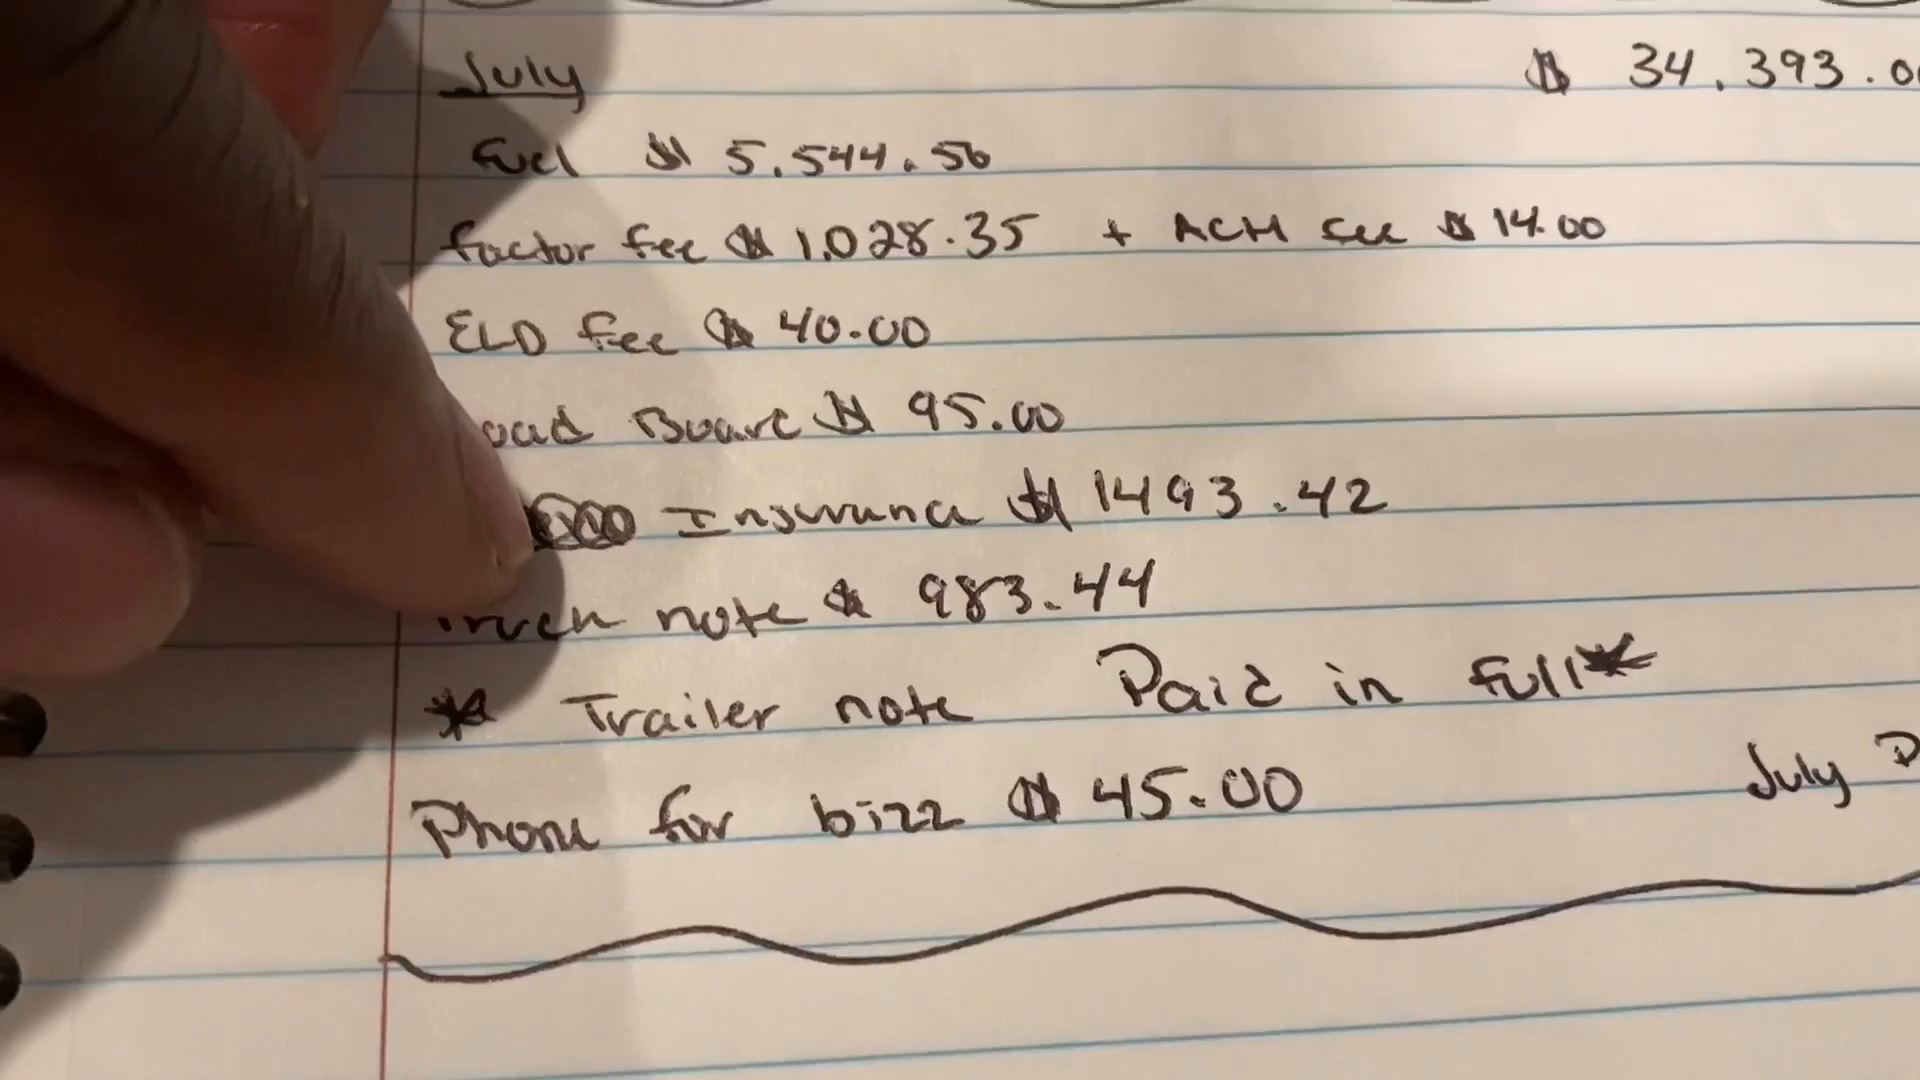 July $ 34,393.0
Fuel $ 5,544.56
factor fee $ 1,028.35 + ACH fee $ 14.00
ELD fee $ 40.00
oad Board $ 95.00
Insurance $ 1493.42
note $ 983.44
* Trailer note Paid in full*
July P
Phone for bizz $ 45.00